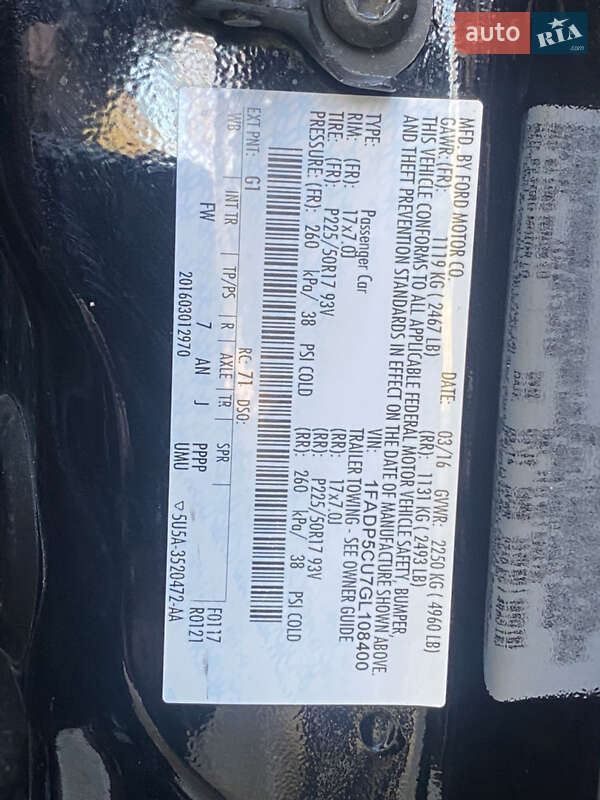 auto RIA.com
MFD. BY FORD MOTOR CO.
DATE: 03/16 GVWR: 2250 KG ( 4960 LB)
GAWR: (FR): 1119 KG ( 2467 LB) (RR): 1131 KG ( 2493 LB)
THIS VEHICLE CONFORMS TO ALL APPLICABLE FEDERAL MOTOR VEHICLE SAFETY, BUMPER,
AND THEFT PREVENTION STANDARDS IN EFFECT ON THE DATE OF MANUFACTURE SHOWN ABOVE.
VIN: 1FADP5CU7GL108400
TYPE: Passenger Car TRAILER TOWING - SEE OWNER GUIDE
RIM: (FR): 17x7.0J (RR): 17x7.0J
TIRE: (FR): P225/50R17 93V (RR): P225/50R17 93V
PRESSURE: (FR): 260 kPa/ 38 PSI COLD (RR): 260 kPa/ 38 PSI COLD
EXT PNT: G1 RC: 71 DSO: F0117
WB INT TR TP/PS R AXLE TR SPR R0121
FW 7 AN J PPPP
201603012970 UMU ▽5U5A-3520472-AA